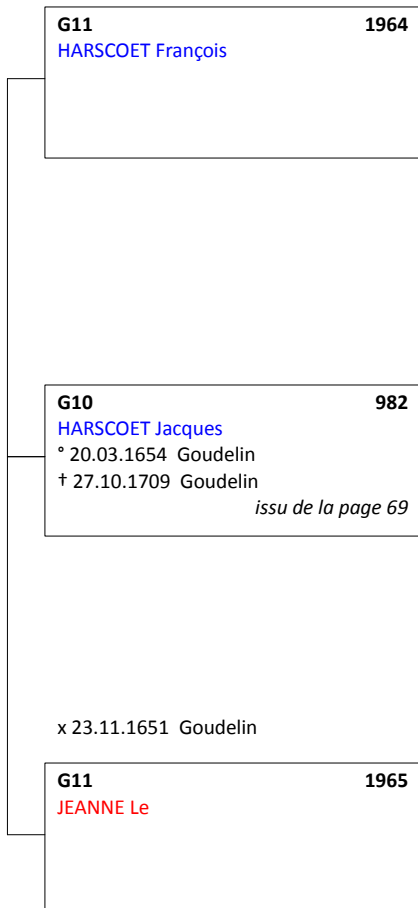 G11 1964
HARSCOET François
G10 982
HARSCOET Jacques
° 20.03.1654 Goudelin
† 27.10.1709 Goudelin
issu de la page 69
x 23.11.1651 Goudelin
G11 1965
JEANNE Le